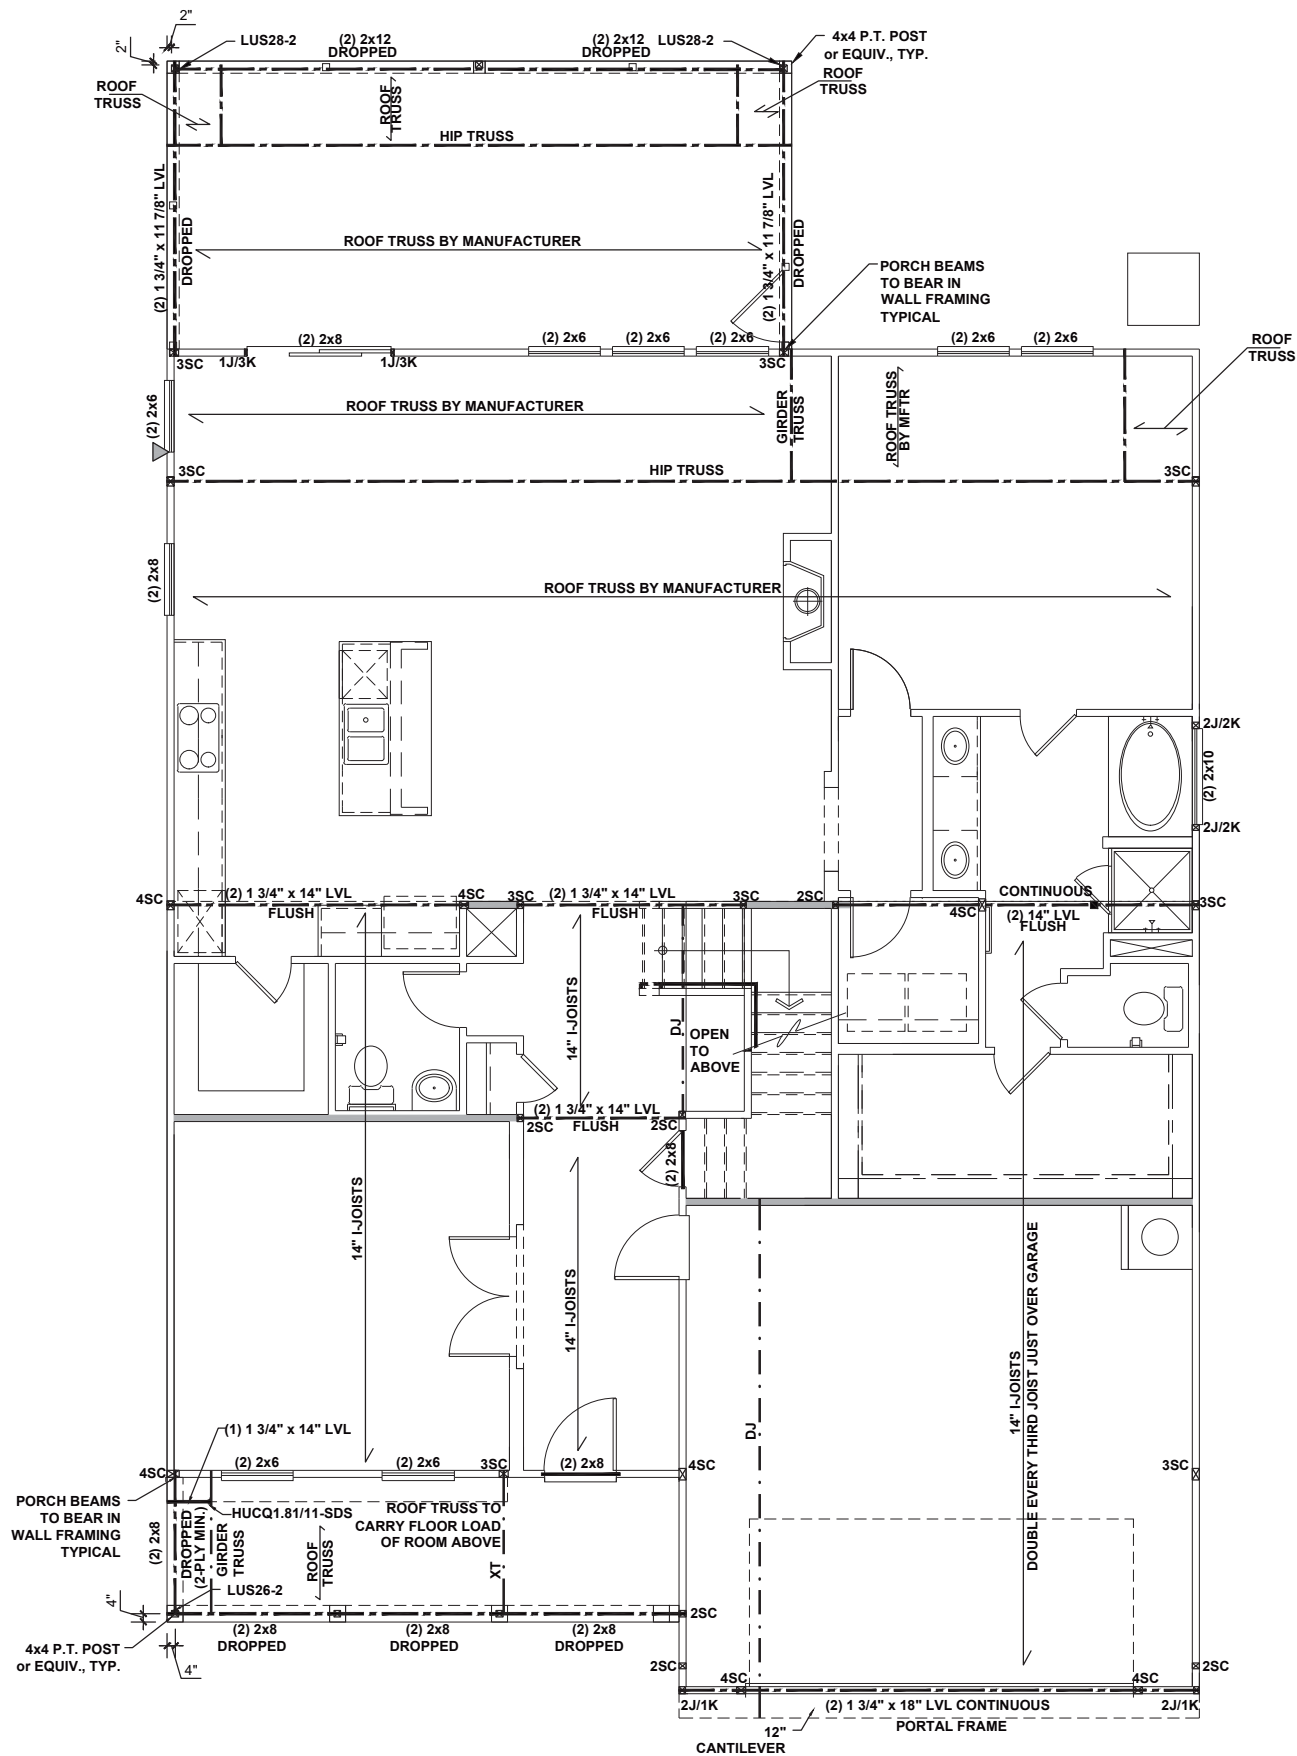 2"
2"
LUS28-2
(2) 2x12
DROPPED
(2) 2x12
DROPPED
LUS28-2
4x4 P.T. POST
or EQUIV., TYP.
ROOF
TRUSS
ROOF
TRUSS
ROOF
TRUSS
HIP TRUSS
(2) 1 3/4" x 11 7/8" LVL
DROPPED
(2) 1 3/4" x 11 7/8" LVL
DROPPED
ROOF TRUSS BY MANUFACTURER
PORCH BEAMS
TO BEAR IN
WALL FRAMING
TYPICAL
3SC
1J/3K
(2) 2x8
1J/3K
(2) 2x6
(2) 2x6
(2) 2x6
3SC
(2) 2x6
(2) 2x6
ROOF
TRUSS
(2) 2x6
ROOF TRUSS BY MANUFACTURER
GIRDER
TRUSS
ROOF TRUSS
BY MFTR
3SC
HIP TRUSS
3SC
(2) 2x8
ROOF TRUSS BY MANUFACTURER
2J/2K
(2) 2x10
2J/2K
4SC
(2) 1 3/4" x 14" LVL
FLUSH
4SC
3SC
(2) 1 3/4" x 14" LVL
FLUSH
3SC
2SC
4SC
CONTINUOUS
(2) 14" LVL
FLUSH
3SC
14" I-JOISTS
DJ
OPEN
TO
ABOVE
(2) 1 3/4" x 14" LVL
FLUSH
2SC
2SC
(2) 2x8
14" I-JOISTS
14" I-JOISTS
14" I-JOISTS
DOUBLE EVERY THIRD JOIST JUST OVER GARAGE
DJ
(1) 1 3/4" x 14" LVL
4SC
(2) 2x6
(2) 2x6
3SC
(2) 2x8
4SC
3SC
PORCH BEAMS
TO BEAR IN
WALL FRAMING
TYPICAL
HUCQ1.81/11-SDS
ROOF TRUSS TO
CARRY FLOOR LOAD
OF ROOM ABOVE
(2) 2x8
DROPPED
(2-PLY MIN.)
GIRDER
TRUSS
ROOF
TRUSS
XT
LUS26-2
4"
4"
4x4 P.T. POST
or EQUIV., TYP.
(2) 2x8
DROPPED
(2) 2x8
DROPPED
(2) 2x8
DROPPED
2SC
2SC
2SC
4SC
4SC
2J/1K
(2) 1 3/4" x 18" LVL CONTINUOUS
2J/1K
PORTAL FRAME
12"
CANTILEVER